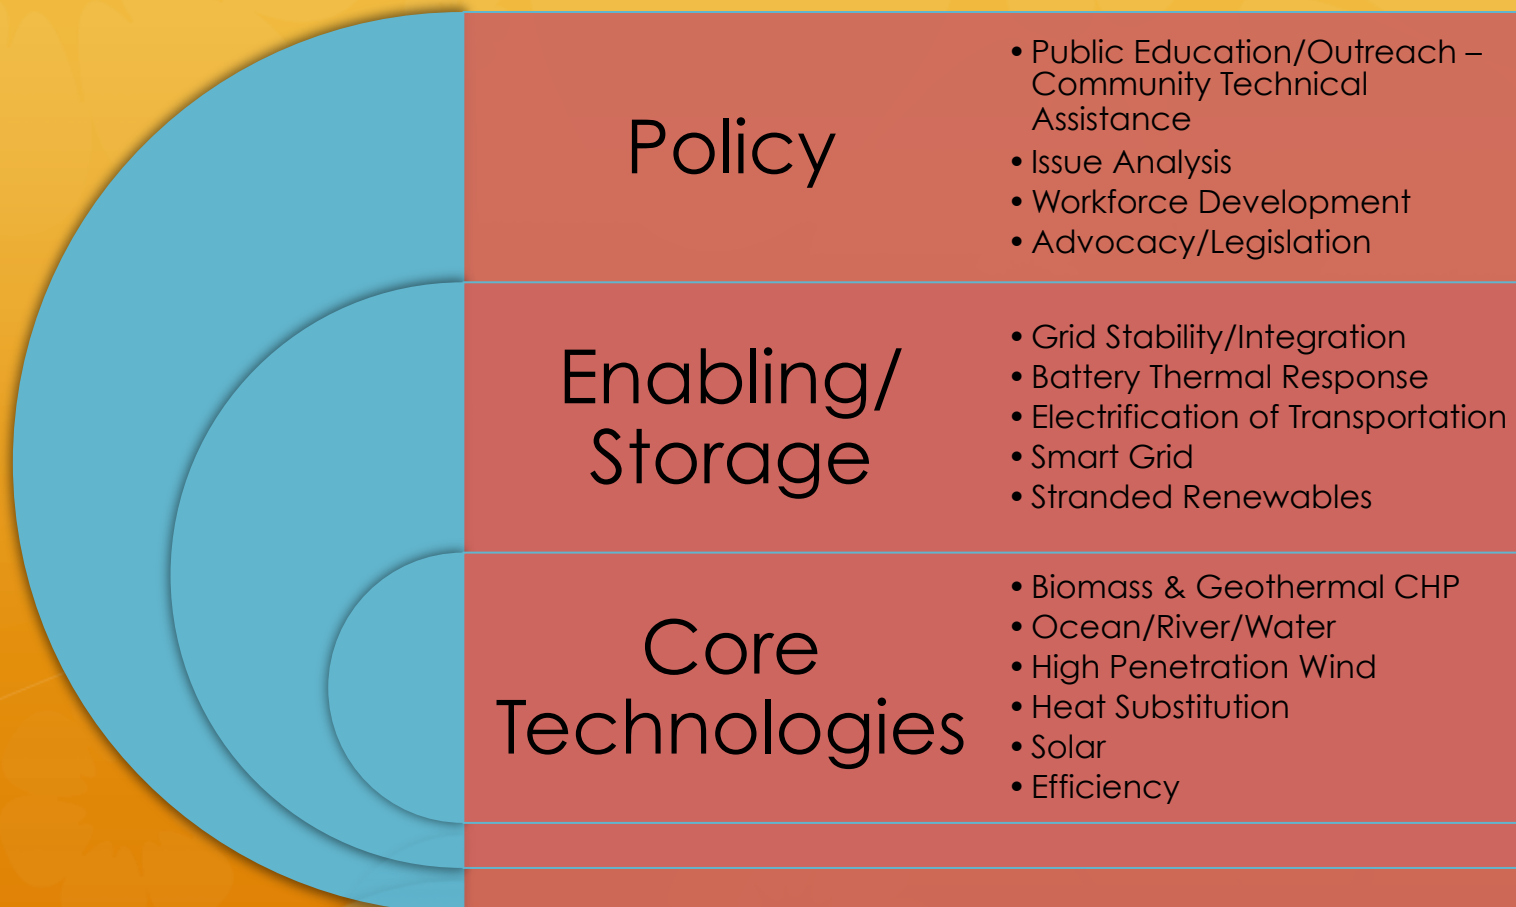 Policy
• Public Education/Outreach –
Community Technical
Assistance
• Issue Analysis
• Workforce Development
• Advocacy/Legislation
Enabling/
Storage
• Grid Stability/Integration
• Battery Thermal Response
• Electrification of Transportation
• Smart Grid
• Stranded Renewables
Core
Technologies
• Biomass & Geothermal CHP
• Ocean/River/Water
• High Penetration Wind
• Heat Substitution
• Solar
• Efficiency